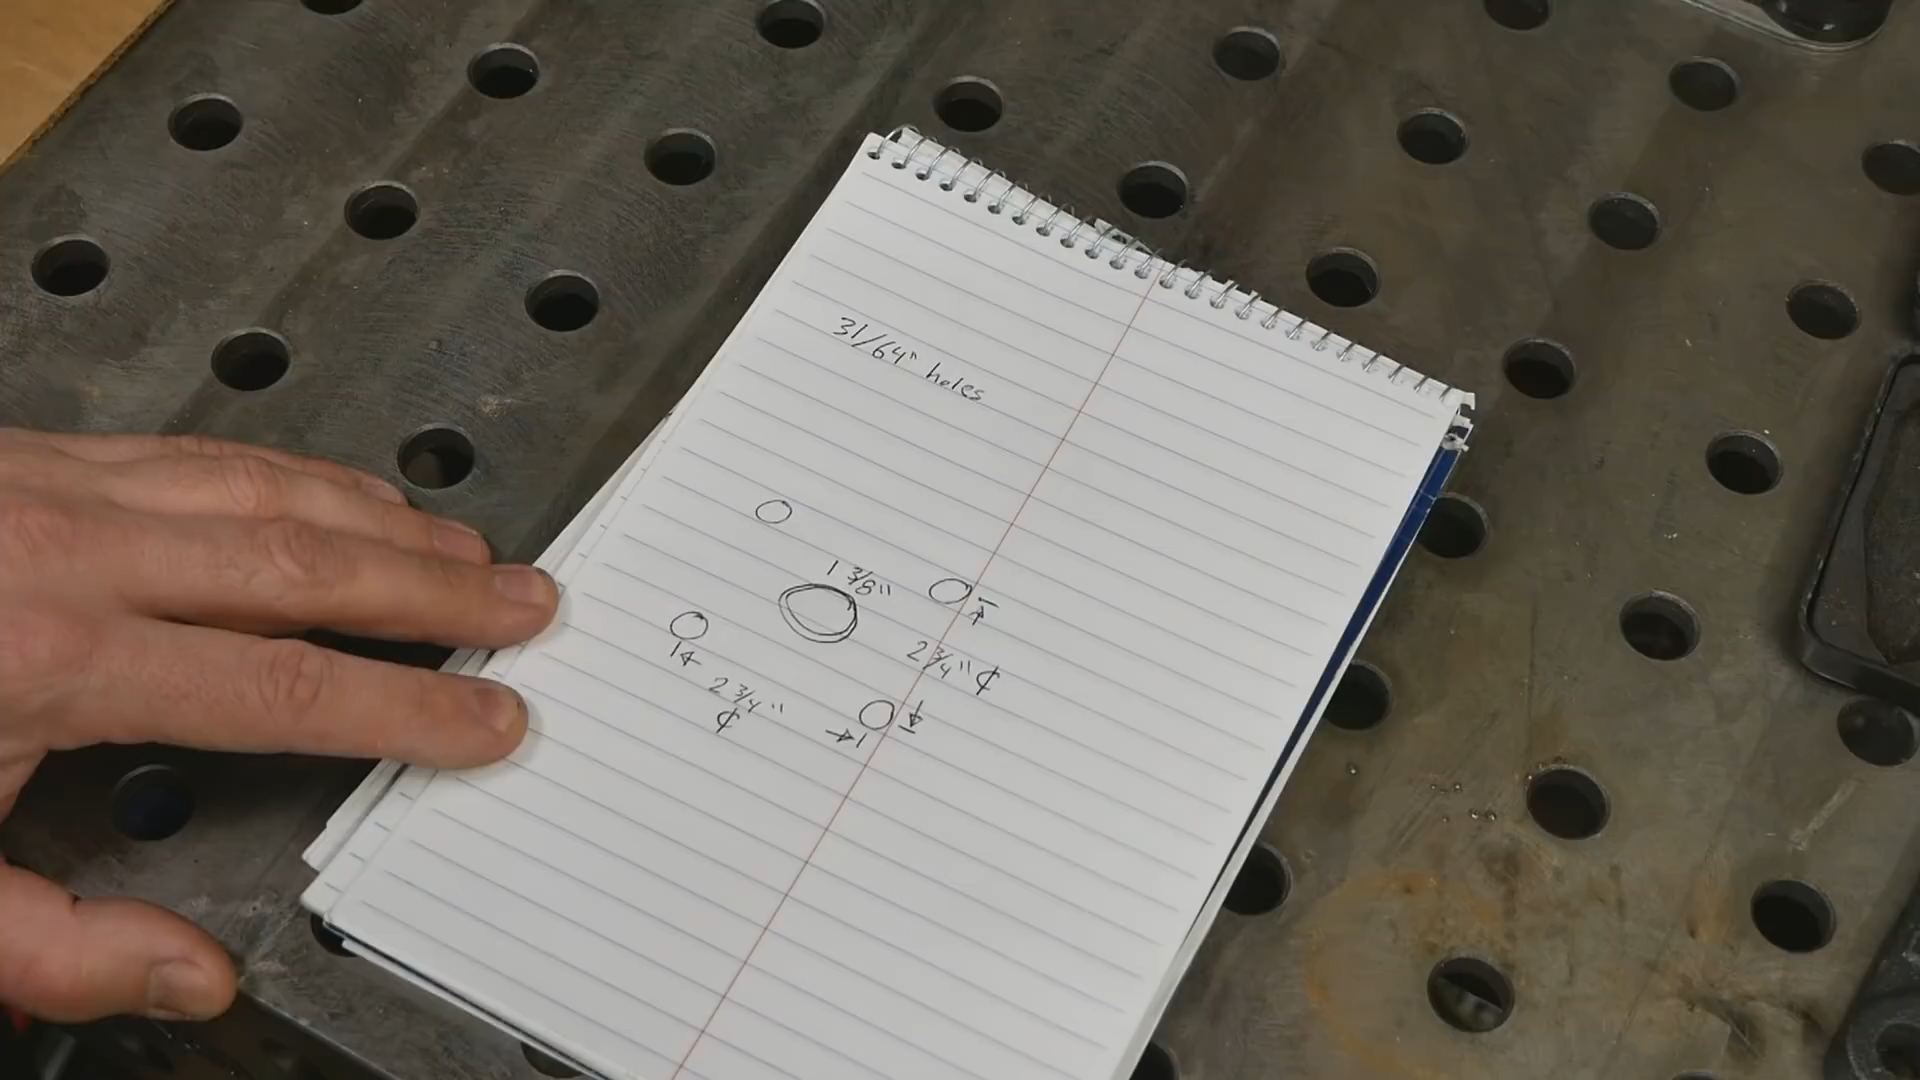 31/64" holes
1 3/8"
2 3/4" ℄
2 3/4"
℄